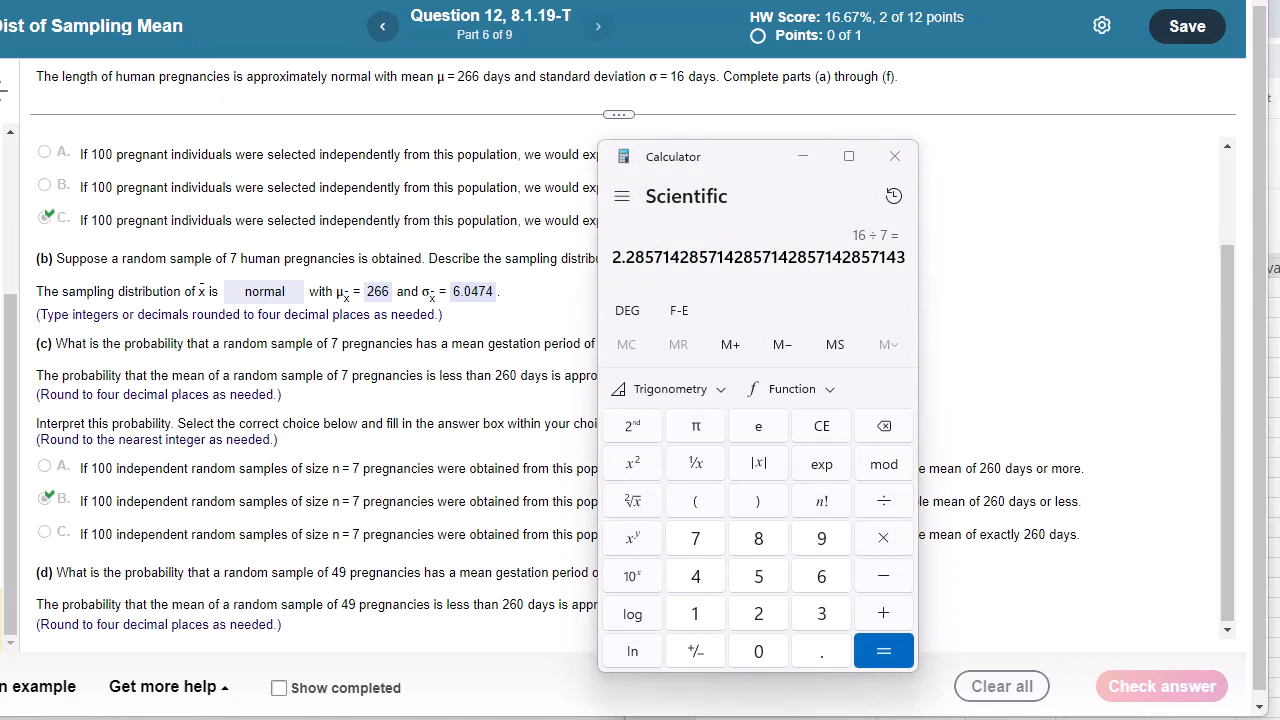 Dist of Sampling Mean
Question 12, 8.1.19-T
Part 6 of 9
HW Score: 16.67%, 2 of 12 points
Points: 0 of 1
Save
The length of human pregnancies is approximately normal with mean μ = 266 days and standard deviation σ = 16 days. Complete parts (a) through (f).
A. If 100 pregnant individuals were selected independently from this population, we would
B. If 100 pregnant individuals were selected independently from this population, we would
C. If 100 pregnant individuals were selected independently from this population, we would
(b) Suppose a random sample of 7 human pregnancies is obtained. Describe the sampling
The sampling distribution of x̄ is normal with μx̄ = 266 and σx̄ = 6.0474.
(Type integers or decimals rounded to four decimal places as needed.)
(c) What is the probability that a random sample of 7 pregnancies has a mean gestation period of
The probability that the mean of a random sample of 7 pregnancies is less than 260 days is
(Round to four decimal places as needed.)
Interpret this probability. Select the correct choice below and fill in the answer box within your
(Round to the nearest integer as needed.)
A. If 100 independent random samples of size n = 7 pregnancies were obtained from this mean of 260 days or more.
B. If 100 independent random samples of size n = 7 pregnancies were obtained from this mean of 260 days or less.
C. If 100 independent random samples of size n = 7 pregnancies were obtained from this mean of exactly 260 days.
(d) What is the probability that a random sample of 49 pregnancies has a mean gestation period
The probability that the mean of a random sample of 49 pregnancies is less than 260 days is
(Round to four decimal places as needed.)
Calculator
Scientific
16 ÷ 7 =
2.2857142857142857142857142857143
DEG F-E
MC MR M+ M− MS M
Trigonometry f Function
2nd π e CE
x² ¹/x |x| exp mod
²√x ( ) n! ÷
xʸ 7 8 9 ×
10ˣ 4 5 6 −
log 1 2 3 +
ln +/− 0 . =
n example
Get more help
Show completed
Clear all
Check answer